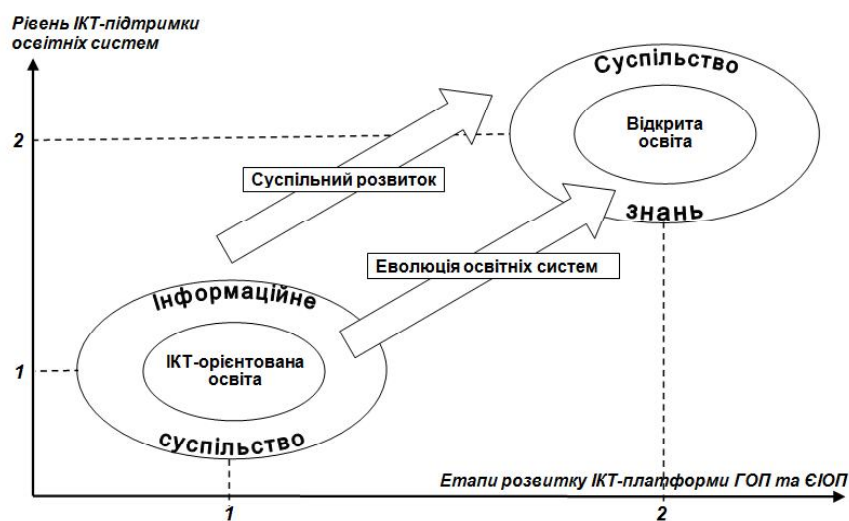 Рівень ІКТ-підтримки
освітніх систем
Суспільство
Відкрита
освіта
знань
2
Суспільний розвиток
Еволюція освітніх систем
Інформаційне
ІКТ-орієнтована
освіта
суспільство
1
Етапи розвитку ІКТ-платформи ГОП та ЄІОП
1
2